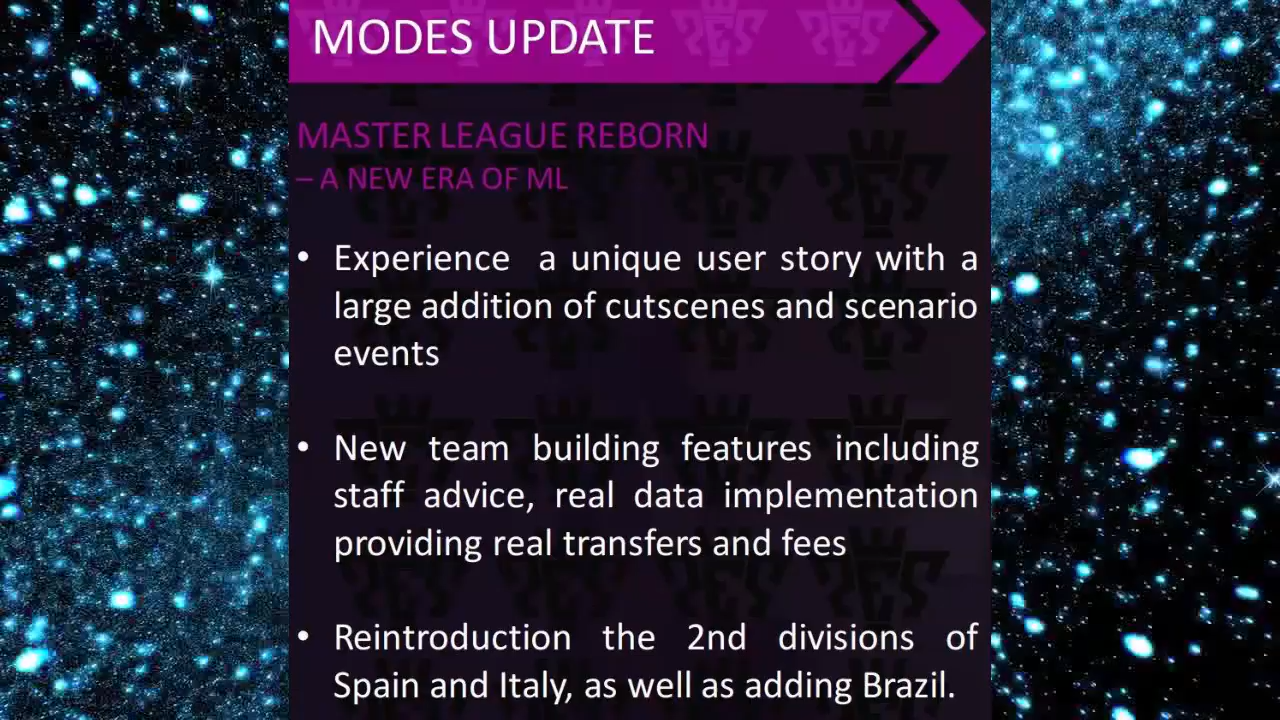 MODES UPDATE
MASTER LEAGUE REBORN
– A NEW ERA OF ML
• Experience a unique user story with a
large addition of cutscenes and scenario
events
• New team building features including
staff advice, real data implementation
providing real transfers and fees
• Reintroduction the 2nd divisions of
Spain and Italy, as well as adding Brazil.